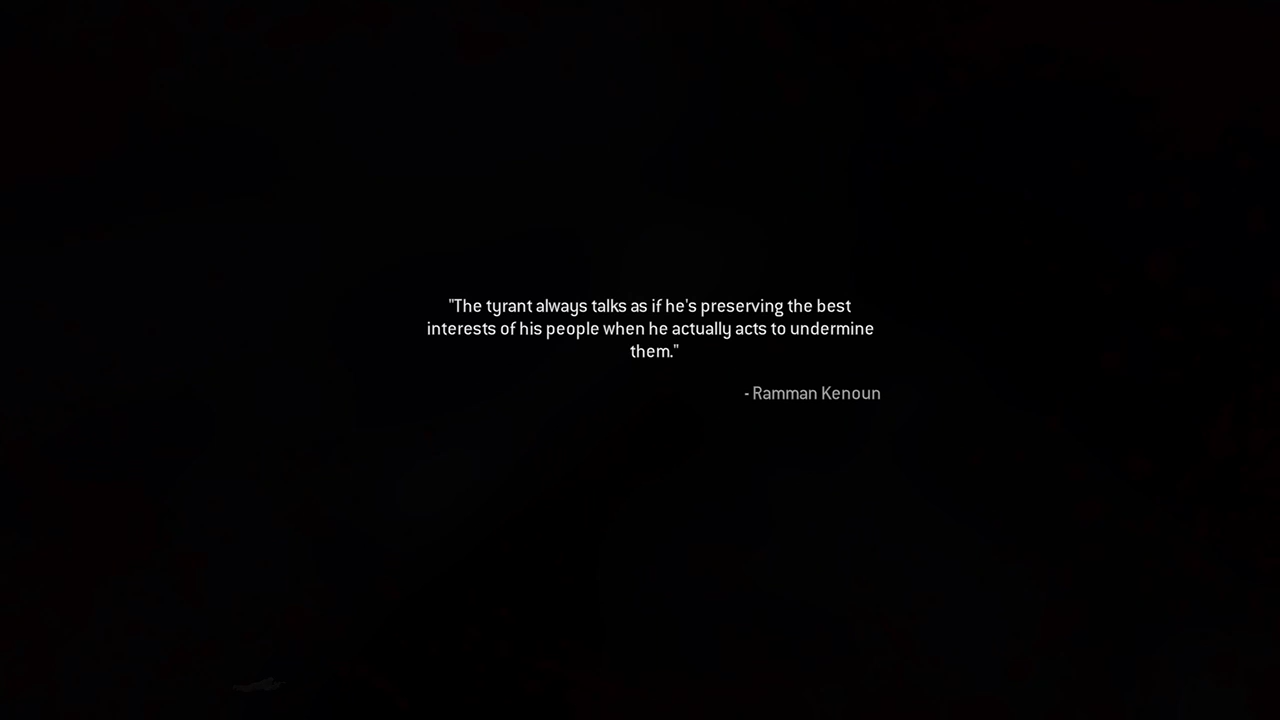 "The tyrant always talks as if he's preserving the best
interests of his people when he actually acts to undermine
them."
- Ramman Kenoun